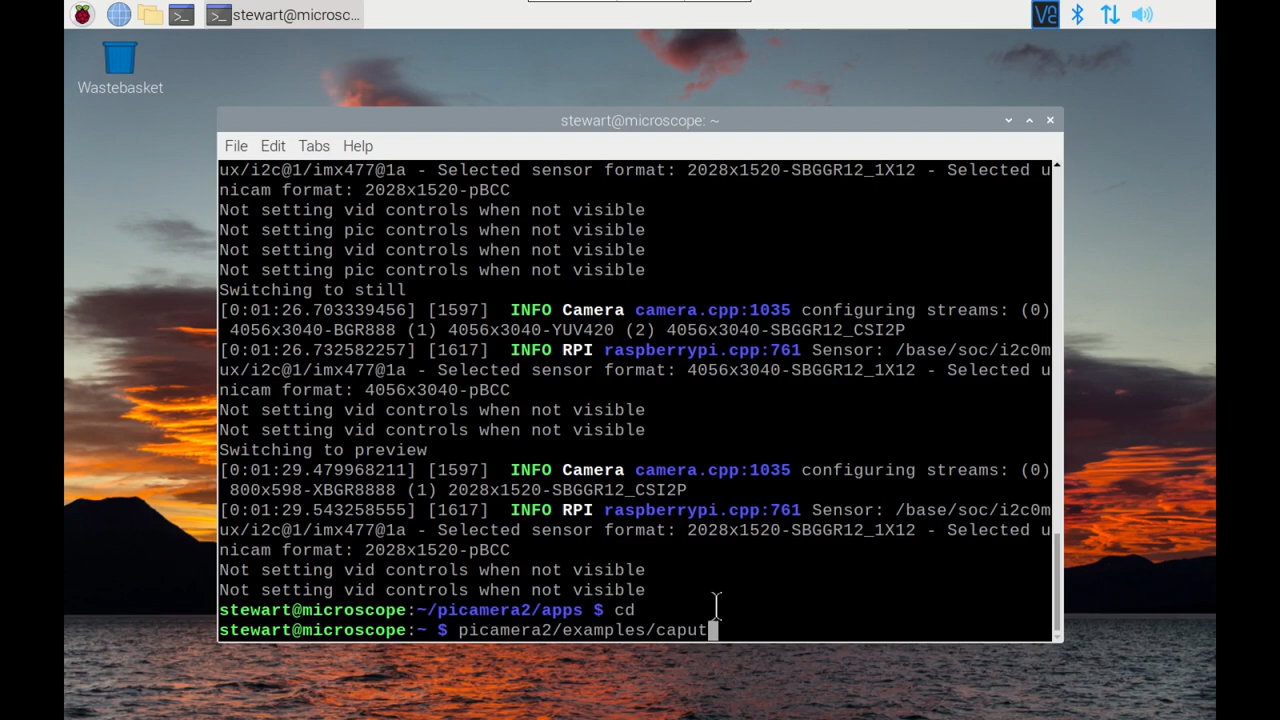 stewart@microsc...
V2
Wastebasket
stewart@microscope: ~
File Edit Tabs Help
ux/i2c@1/imx477@1a - Selected sensor format: 2028x1520-SBGGR12_1X12 - Selected u
nicam format: 2028x1520-pBCC
Not setting vid controls when not visible
Not setting pic controls when not visible
Not setting vid controls when not visible
Not setting pic controls when not visible
Switching to still
[0:01:26.703339456] [1597]  INFO Camera camera.cpp:1035 configuring streams: (0)
 4056x3040-BGR888 (1) 4056x3040-YUV420 (2) 4056x3040-SBGGR12_CSI2P
[0:01:26.732582257] [1617]  INFO RPI raspberrypi.cpp:761 Sensor: /base/soc/i2c0m
ux/i2c@1/imx477@1a - Selected sensor format: 4056x3040-SBGGR12_1X12 - Selected u
nicam format: 4056x3040-pBCC
Not setting vid controls when not visible
Not setting vid controls when not visible
Switching to preview
[0:01:29.479968211] [1597]  INFO Camera camera.cpp:1035 configuring streams: (0)
 800x598-XBGR8888 (1) 2028x1520-SBGGR12_CSI2P
[0:01:29.543258555] [1617]  INFO RPI raspberrypi.cpp:761 Sensor: /base/soc/i2c0m
ux/i2c@1/imx477@1a - Selected sensor format: 2028x1520-SBGGR12_1X12 - Selected u
nicam format: 2028x1520-pBCC
Not setting vid controls when not visible
Not setting vid controls when not visible
stewart@microscope:~/picamera2/apps $ cd
stewart@microscope:~ $ picamera2/examples/caput